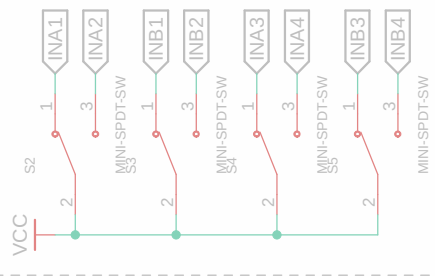 INA1
INA2
INB1
INB2
INA3
INA4
INB3
INB4
1
3
1
3
1
3
1
3
S2
MINI-SPDT-SW
S3
MINI-SPDT-SW
S4
MINI-SPDT-SW
S5
MINI-SPDT-SW
2
2
2
2
VCC